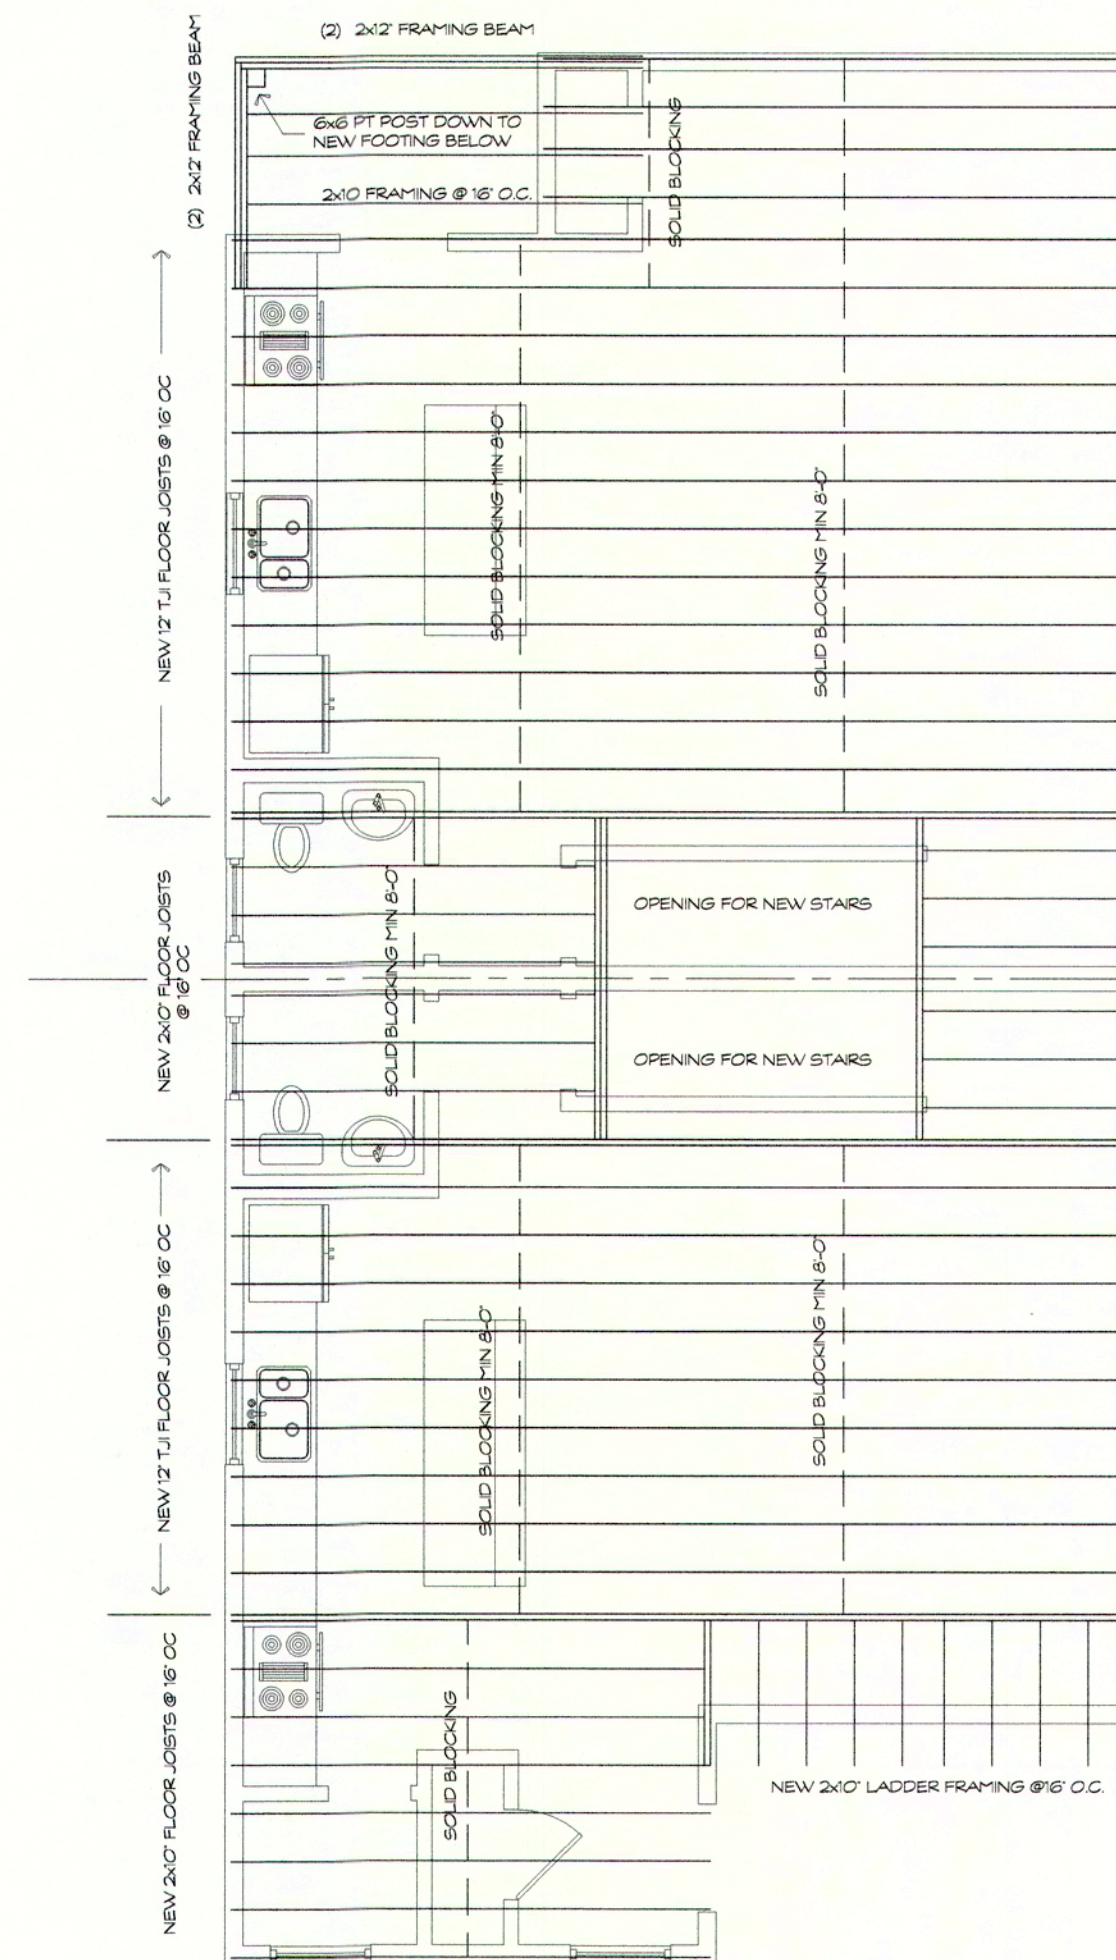 (2) 2x12" FRAMING BEAM
(2) 2x12" FRAMING BEAM
6x6 PT POST DOWN TO
NEW FOOTING BELOW
2x10 FRAMING @ 16" O.C.
SOLID BLOCKING
NEW 12" TJI FLOOR JOISTS @ 16" OC
SOLID BLOCKING MIN 8'-0"
SOLID BLOCKING MIN 8'-0"
NEW 2x10" FLOOR JOISTS
@ 16" OC
SOLID BLOCKING MIN 8'-0"
OPENING FOR NEW STAIRS
OPENING FOR NEW STAIRS
NEW 12" TJI FLOOR JOISTS @ 16" OC
SOLID BLOCKING MIN 8'-0"
SOLID BLOCKING MIN 8'-0"
NEW 2x10" FLOOR JOISTS @ 16" OC
SOLID BLOCKING
NEW 2x10" LADDER FRAMING @16" O.C.